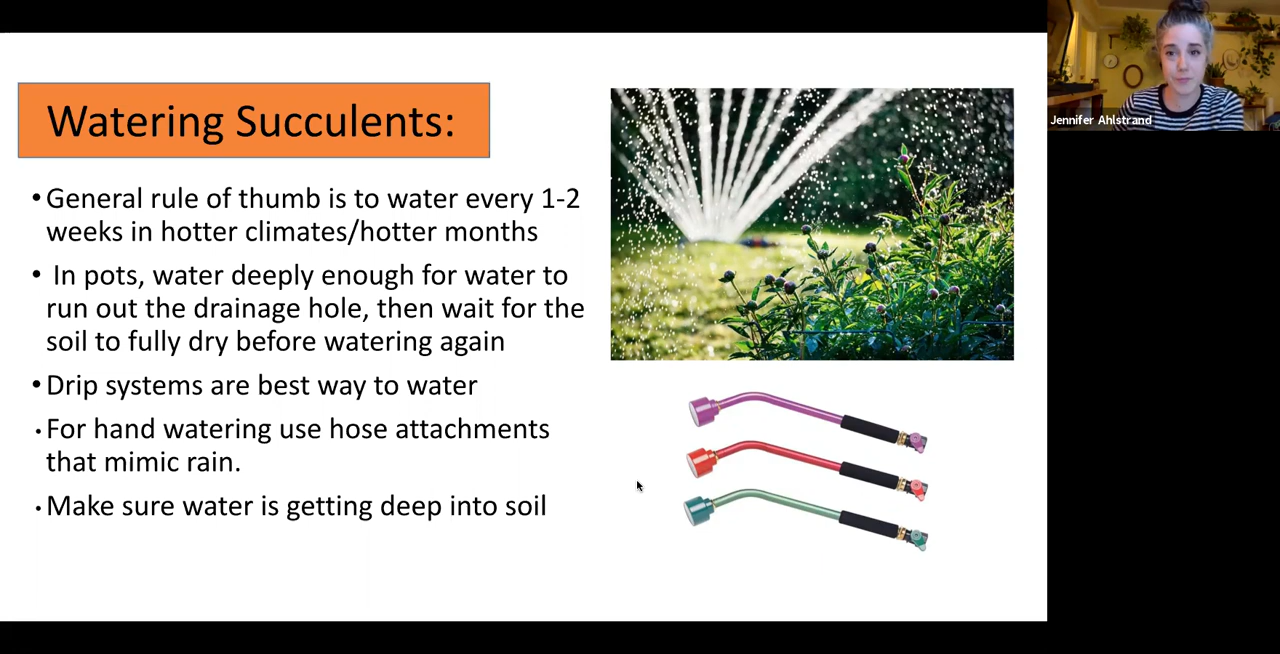 Watering Succulents:
•General rule of thumb is to water every 1-2
weeks in hotter climates/hotter months
• In pots, water deeply enough for water to
run out the drainage hole, then wait for the
soil to fully dry before watering again
•Drip systems are best way to water
•For hand watering use hose attachments
that mimic rain.
•Make sure water is getting deep into soil
Jennifer Ahlstrand